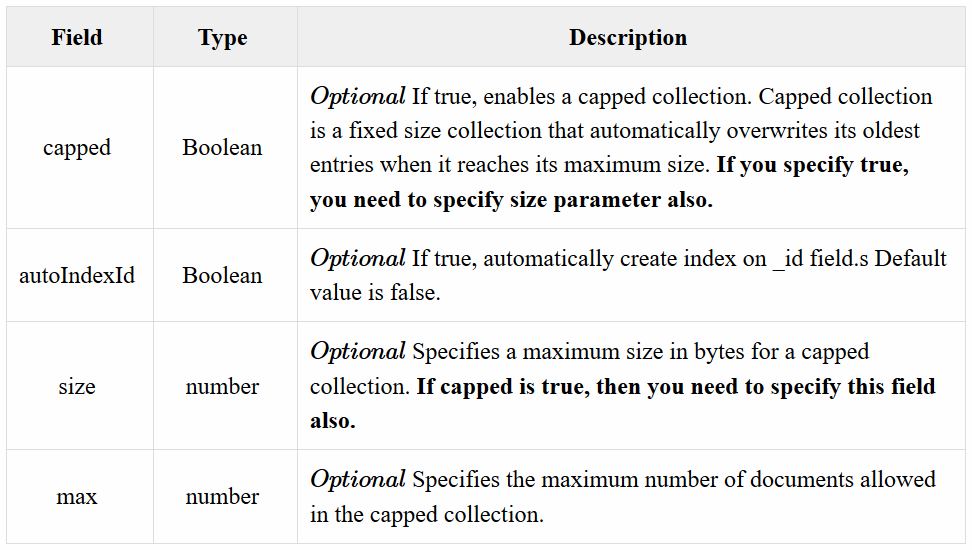 Field Type Description
Optional If true, enables a capped collection. Capped collection
is a fixed size collection that automatically overwrites its oldest
capped Boolean
entries when it reaches its maximum size. If you specify true,
you need to specify size parameter also.
Optional If true, automatically create index on _id field.s Default
autoIndexId Boolean
value is false.
Optional Specifies a maximum size in bytes for a capped
size number collection. If capped is true, then you need to specify this field
also.
Optional Specifies the maximum number of documents allowed
max number
in the capped collection.